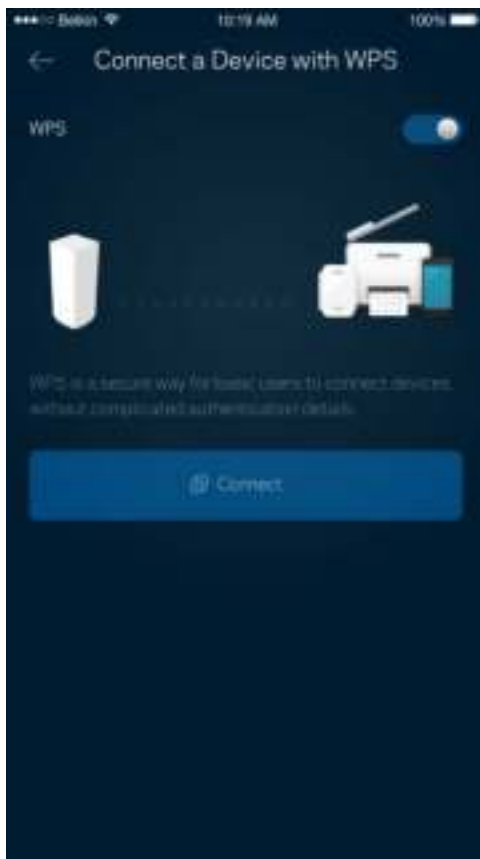 Belkin 10:19 AM 100%
Connect a Device with WPS
WPS
WPS is a secure way for basic users to connect devices
without complicated authentication details.
Connect